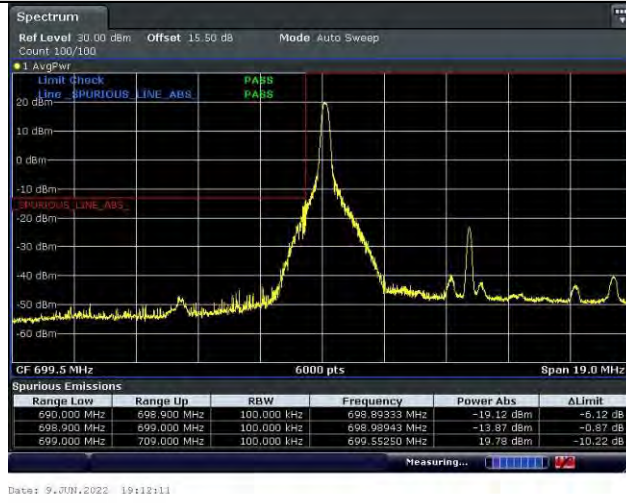 Spectrum
Ref Level 30.00 dBm Offset 15.50 dB Mode Auto Sweep
Count 100/100
1 AvgPwr
Limit Check PASS
Line _SPURIOUS_LINE_ABS_ PASS
20 dBm
10 dBm
0 dBm
-10 dBm
_SPURIOUS_LINE_ABS_
-20 dBm
-30 dBm
-40 dBm
-50 dBm
-60 dBm
CF 699.5 MHz 6000 pts Span 19.0 MHz
Spurious Emissions
Range Low Range Up RBW Frequency Power Abs ΔLimit
690.000 MHz 698.900 MHz 100.000 kHz 698.89333 MHz -19.12 dBm -6.12 dB
698.900 MHz 699.000 MHz 100.000 kHz 698.98943 MHz -13.87 dBm -0.87 dB
699.000 MHz 709.000 MHz 100.000 kHz 699.55250 MHz 19.78 dBm -10.22 dB
Measuring...
Date: 9.JUN.2022 19:12:11